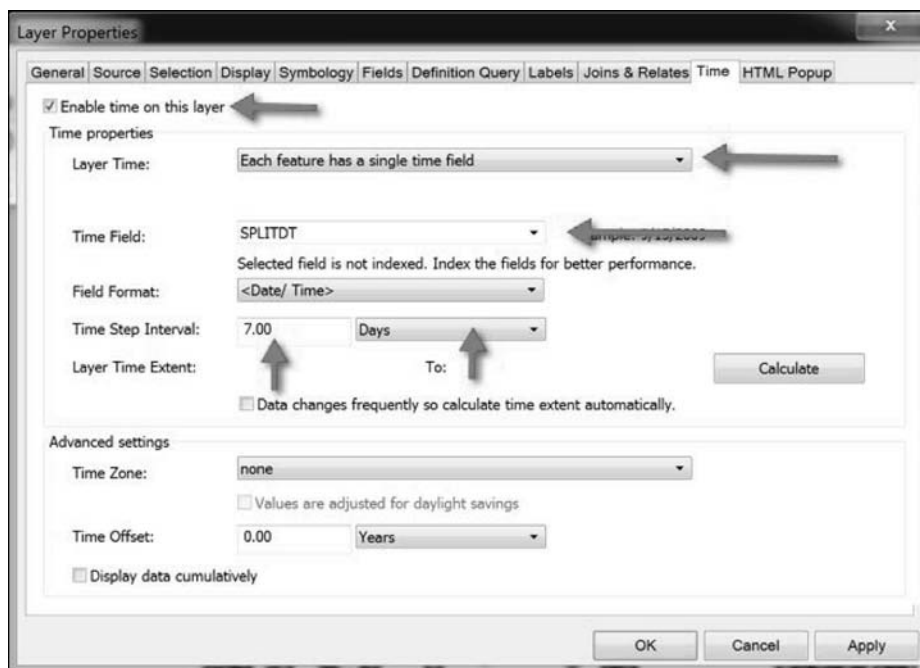 Layer Properties
x
General Source Selection Display Symbology Fields Definition Query Labels Joins & Relates Time HTML Popup
Enable time on this layer
Time properties
Layer Time: Each feature has a single time field
Time Field: SPLITDT
Selected field is not indexed. Index the fields for better performance.
Field Format: <Date/ Time>
Time Step Interval: 7.00 Days
Layer Time Extent: To: Calculate
Data changes frequently so calculate time extent automatically.
Advanced settings
Time Zone: none
Values are adjusted for daylight savings
Time Offset: 0.00 Years
Display data cumulatively
OK Cancel Apply